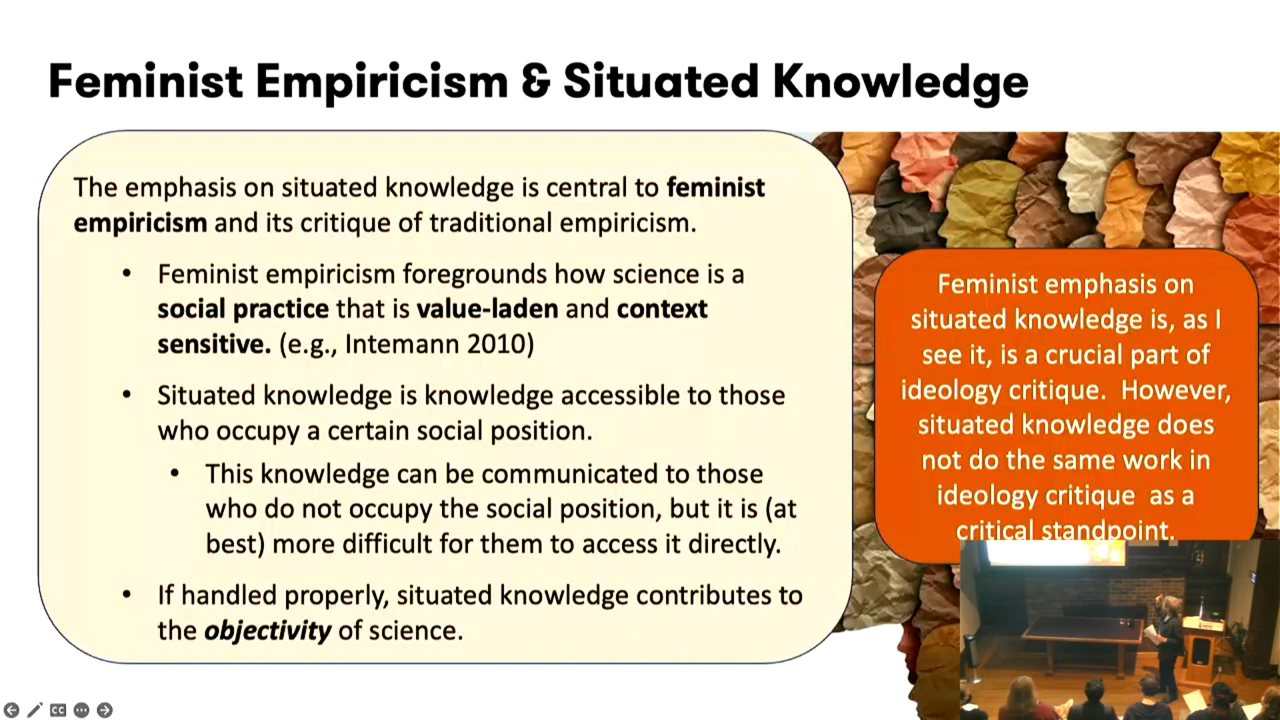 Feminist Empiricism & Situated Knowledge
The emphasis on situated knowledge is central to feminist
empiricism and its critique of traditional empiricism.
• Feminist empiricism foregrounds how science is a
social practice that is value-laden and context
sensitive. (e.g., Intemann 2010)
• Situated knowledge is knowledge accessible to those
who occupy a certain social position.
• This knowledge can be communicated to those
who do not occupy the social position, but it is (at
best) more difficult for them to access it directly.
• If handled properly, situated knowledge contributes to
the objectivity of science.
Feminist emphasis on
situated knowledge is, as I
see it, is a crucial part of
ideology critique. However,
situated knowledge does
not do the same work in
ideology critique as a
critical standpoint.
CC